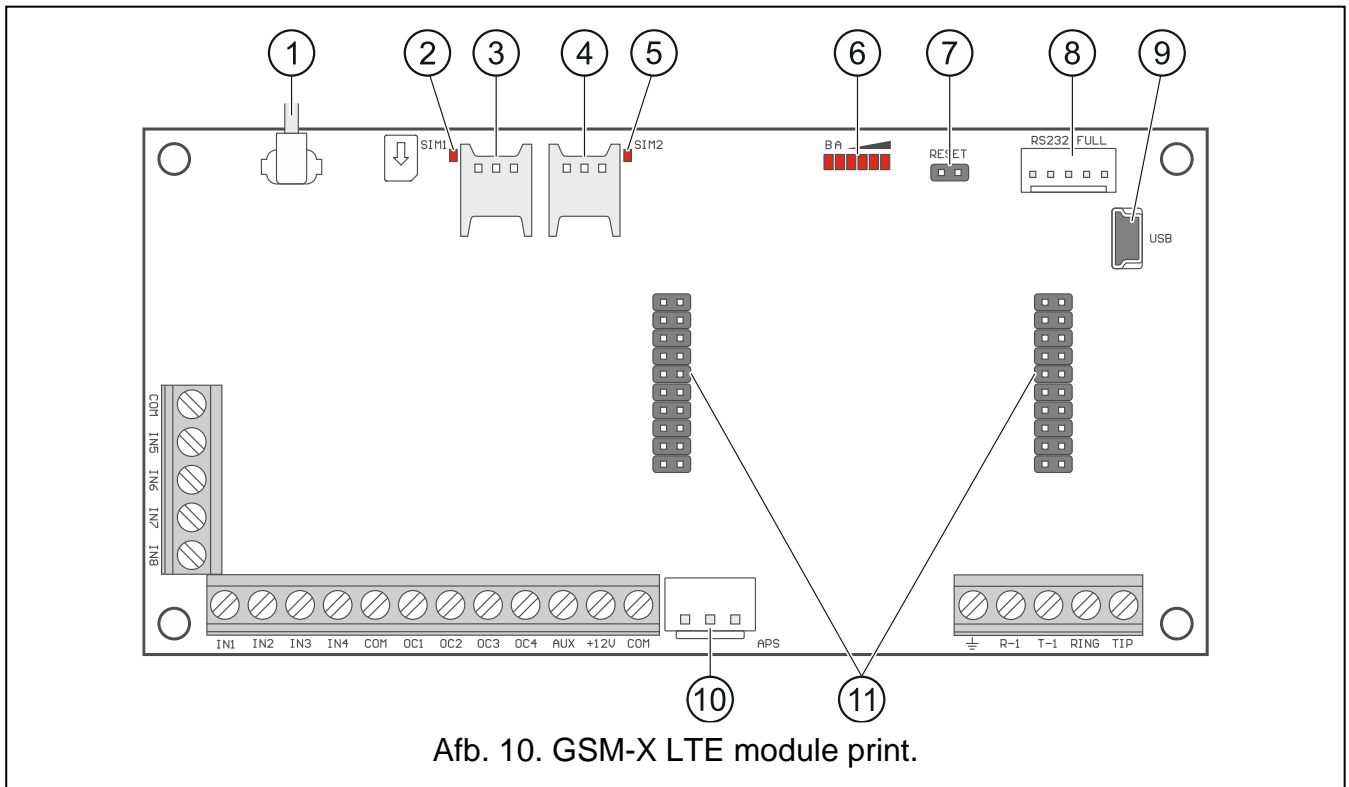 1 2 3 4 5 6 7 8 9
SIM1 SIM2 BA RESET RS232 FULL
USB
COM
IN5
IN6
IN7
IN8
IN1 IN2 IN3 IN4 COM OC1 OC2 OC3 OC4 AUX +12V COM APS R-1 T-1 RING TIP
10 11
Afb. 10. GSM-X LTE module print.